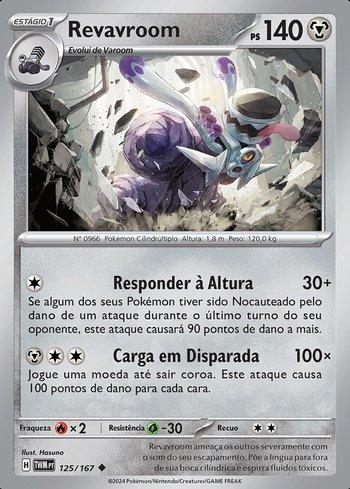 ESTÁGIO 1
Revavroom
PS 140
Evolui de Varoom
Nº 0966 Pokémon Cilindrúltiplo Altura: 1,8 m Peso: 120,0 kg
Responder à Altura 30+
Se algum dos seus Pokémon tiver sido Nocauteado pelo
dano de um ataque durante o último turno do seu
oponente, este ataque causará 90 pontos de dano a mais.
Carga em Disparada 100×
Jogue uma moeda até sair coroa. Este ataque causa
100 pontos de dano para cada cara.
Fraqueza × 2 Resistência -30 Recuo
Ilust. Hasuno
H TWM PT 125/167
Revavroom ameaça os outros severamente
com o som do seu escapamento. Põe a língua para fora
de sua boca cilíndrica e espirra fluidos tóxicos.
©2024 Pokémon/Nintendo/Creatures/GAME FREAK